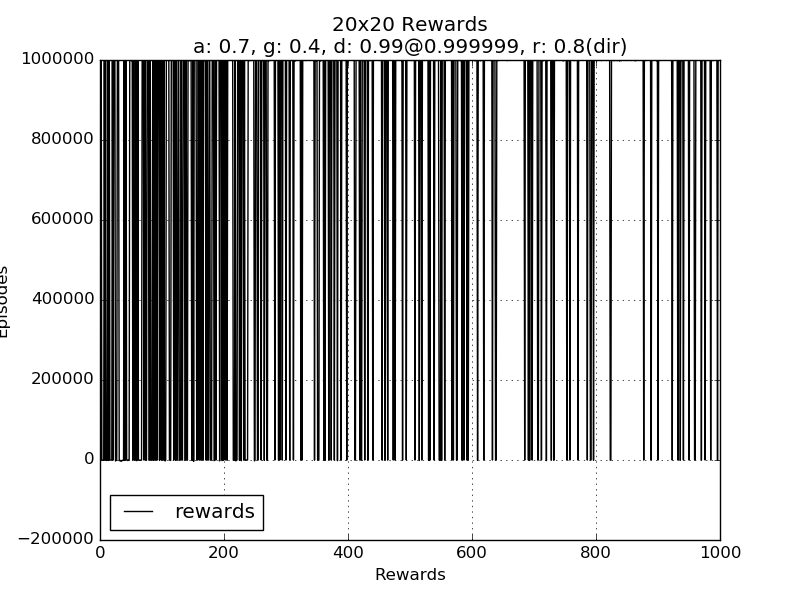 20x20 Rewards
a: 0.7, g: 0.4, d: 0.99@0.999999, r: 0.8(dir)
1000000
800000
600000
400000
200000
0
−200000
Episodes
rewards
0 200 400 600 800 1000
Rewards